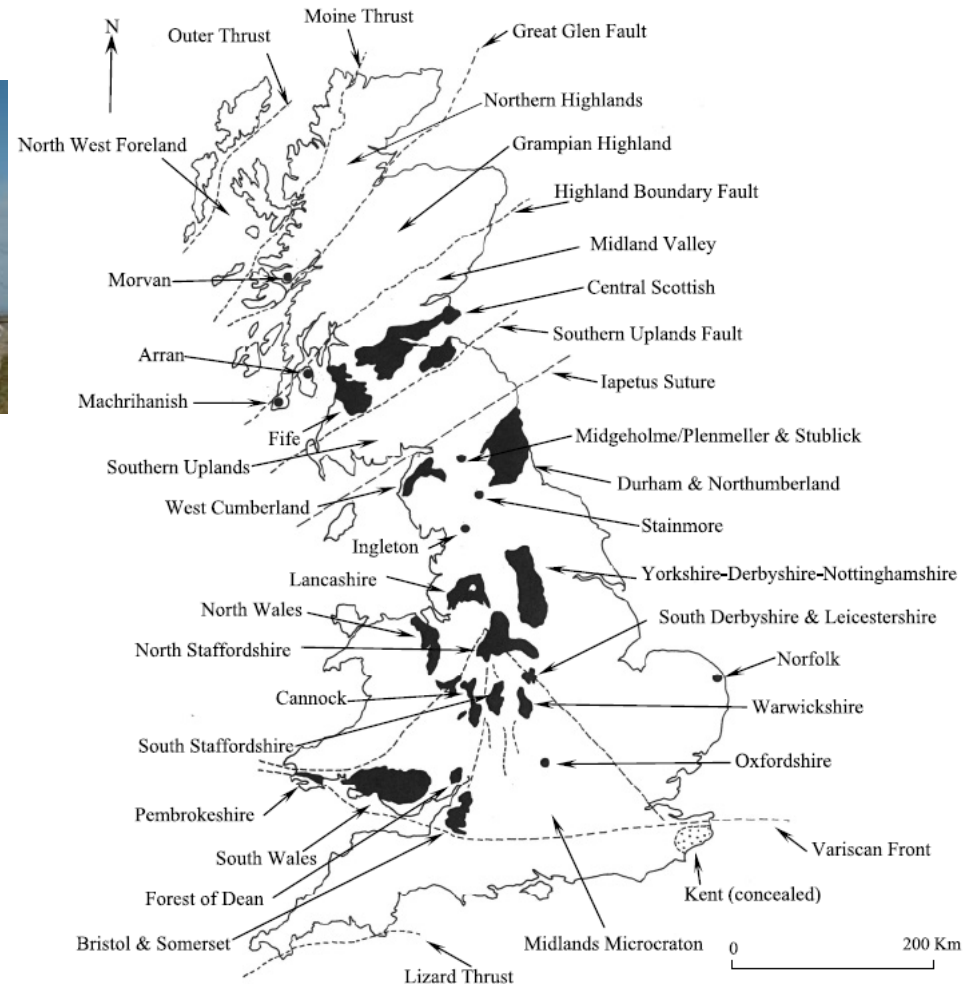 N
Outer Thrust
Moine Thrust
Great Glen Fault
Northern Highlands
North West Foreland
Grampian Highland
Highland Boundary Fault
Midland Valley
Morvan
Central Scottish
Southern Uplands Fault
Arran
Iapetus Suture
Machrihanish
Fife
Midgeholme/Plenmeller & Stublick
Southern Uplands
Durham & Northumberland
West Cumberland
Stainmore
Ingleton
Lancashire
Yorkshire-Derbyshire-Nottinghamshire
North Wales
South Derbyshire & Leicestershire
North Staffordshire
Norfolk
Cannock
Warwickshire
South Staffordshire
Oxfordshire
Pembrokeshire
South Wales
Variscan Front
Forest of Dean
Kent (concealed)
Bristol & Somerset
Midlands Microcraton
0
200 Km
Lizard Thrust